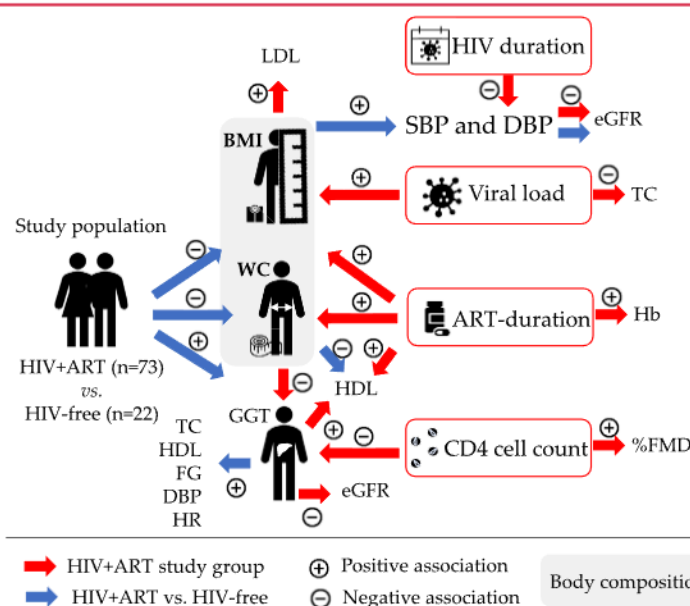 HIV duration
LDL
SBP and DBP
eGFR
BMI
Viral load
TC
Study population
WC
ART-duration
Hb
HIV+ART (n=73)
vs.
HIV-free (n=22)
HDL
GGT
TC
HDL
FG
DBP
HR
CD4 cell count
%FMD
eGFR
HIV+ART study group
Positive association
HIV+ART vs. HIV-free
Negative association
Body compositio